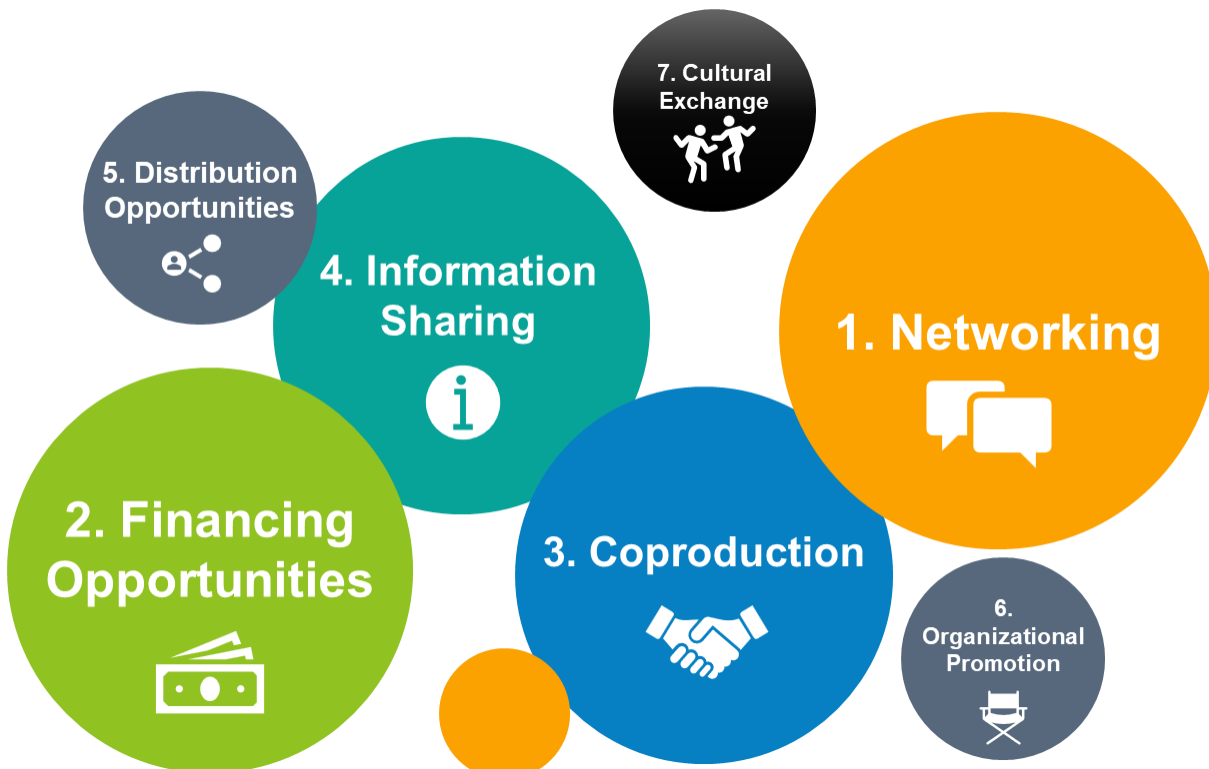 7. Cultural
Exchange
5. Distribution
Opportunities
4. Information
Sharing
1. Networking
2. Financing
Opportunities
3. Coproduction
6.
Organizational
Promotion